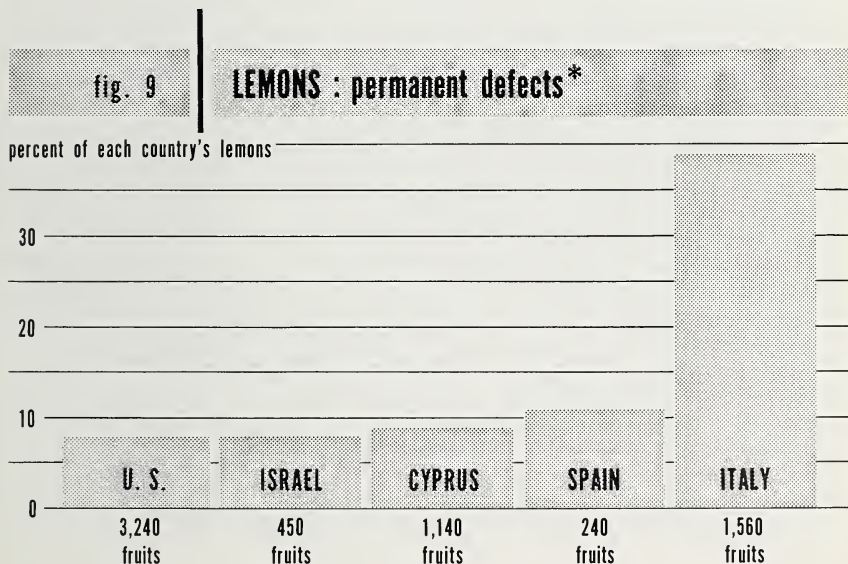 fig. 9
LEMONS : permanent defects*
percent of each country's lemons
30
20
10
0
U. S.
ISRAEL
CYPRUS
SPAIN
ITALY
3,240
fruits
450
fruits
1,140
fruits
240
fruits
1,560
fruits